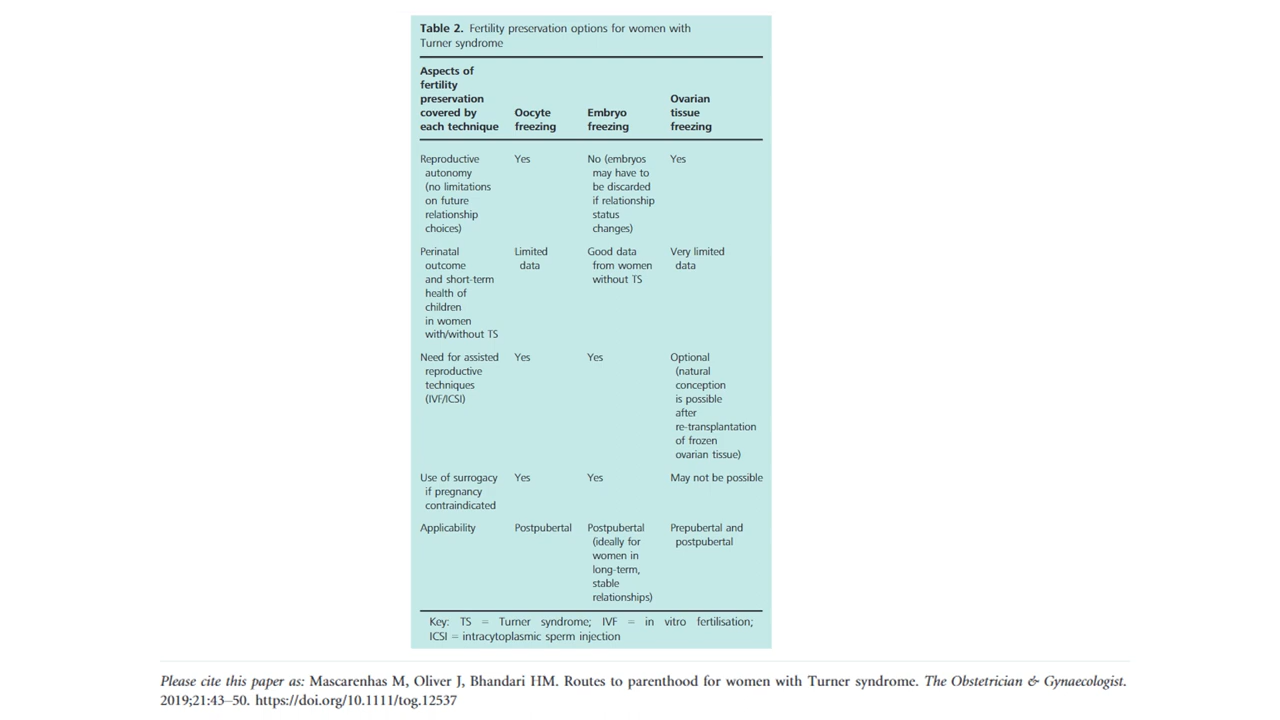 Table 2. Fertility preservation options for women with
Turner syndrome
Aspects of
fertility
preservation
covered by
each technique
Oocyte
freezing
Embryo
freezing
Ovarian
tissue
freezing
Reproductive
autonomy
(no limitations
on future
relationship
choices)
Yes
No (embryos
may have to
be discarded
if relationship
status
changes)
Yes
Perinatal
outcome
and short-term
health of
children
in women
with/without TS
Limited
data
Good data
from women
without TS
Very limited
data
Need for assisted
reproductive
techniques
(IVF/ICSI)
Yes
Yes
Optional
(natural
conception
is possible
after
re-transplantation
of frozen
ovarian tissue)
Use of surrogacy
if pregnancy
contraindicated
Yes
Yes
May not be possible
Applicability
Postpubertal
Postpubertal
(ideally for
women in
long-term,
stable
relationships)
Prepubertal and
postpubertal
Key: TS = Turner syndrome; IVF = in vitro fertilisation;
ICSI = intracytoplasmic sperm injection
Please cite this paper as: Mascarenhas M, Oliver J, Bhandari HM. Routes to parenthood for women with Turner syndrome. The Obstetrician & Gynaecologist.
2019;21:43–50. https://doi.org/10.1111/tog.12537